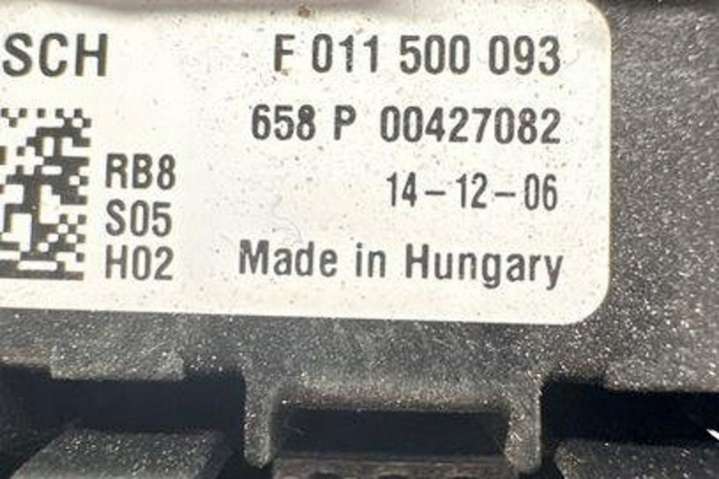 SCH F 011 500 093
658 P 00427082
RB8
14-12-06
S05
H02
Made in Hungary